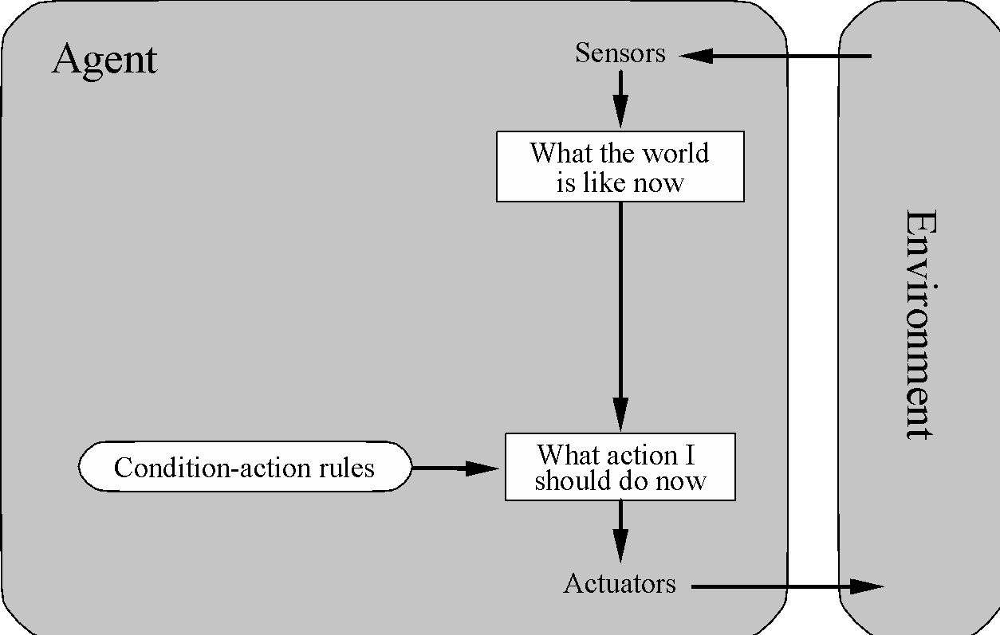 Agent
Sensors
What the world
is like now
Environment
Condition-action rules
What action I
should do now
Actuators